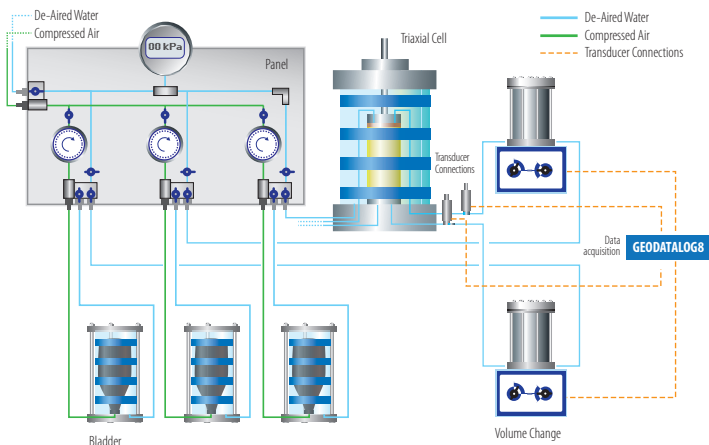 De-Aired Water
Compressed Air
00 kPa
Panel
Triaxial Cell
De-Aired Water
Compressed Air
Transducer Connections
Transducer
Connections
Data
acquisition
GEODATALOG8
Bladder
Volume Change